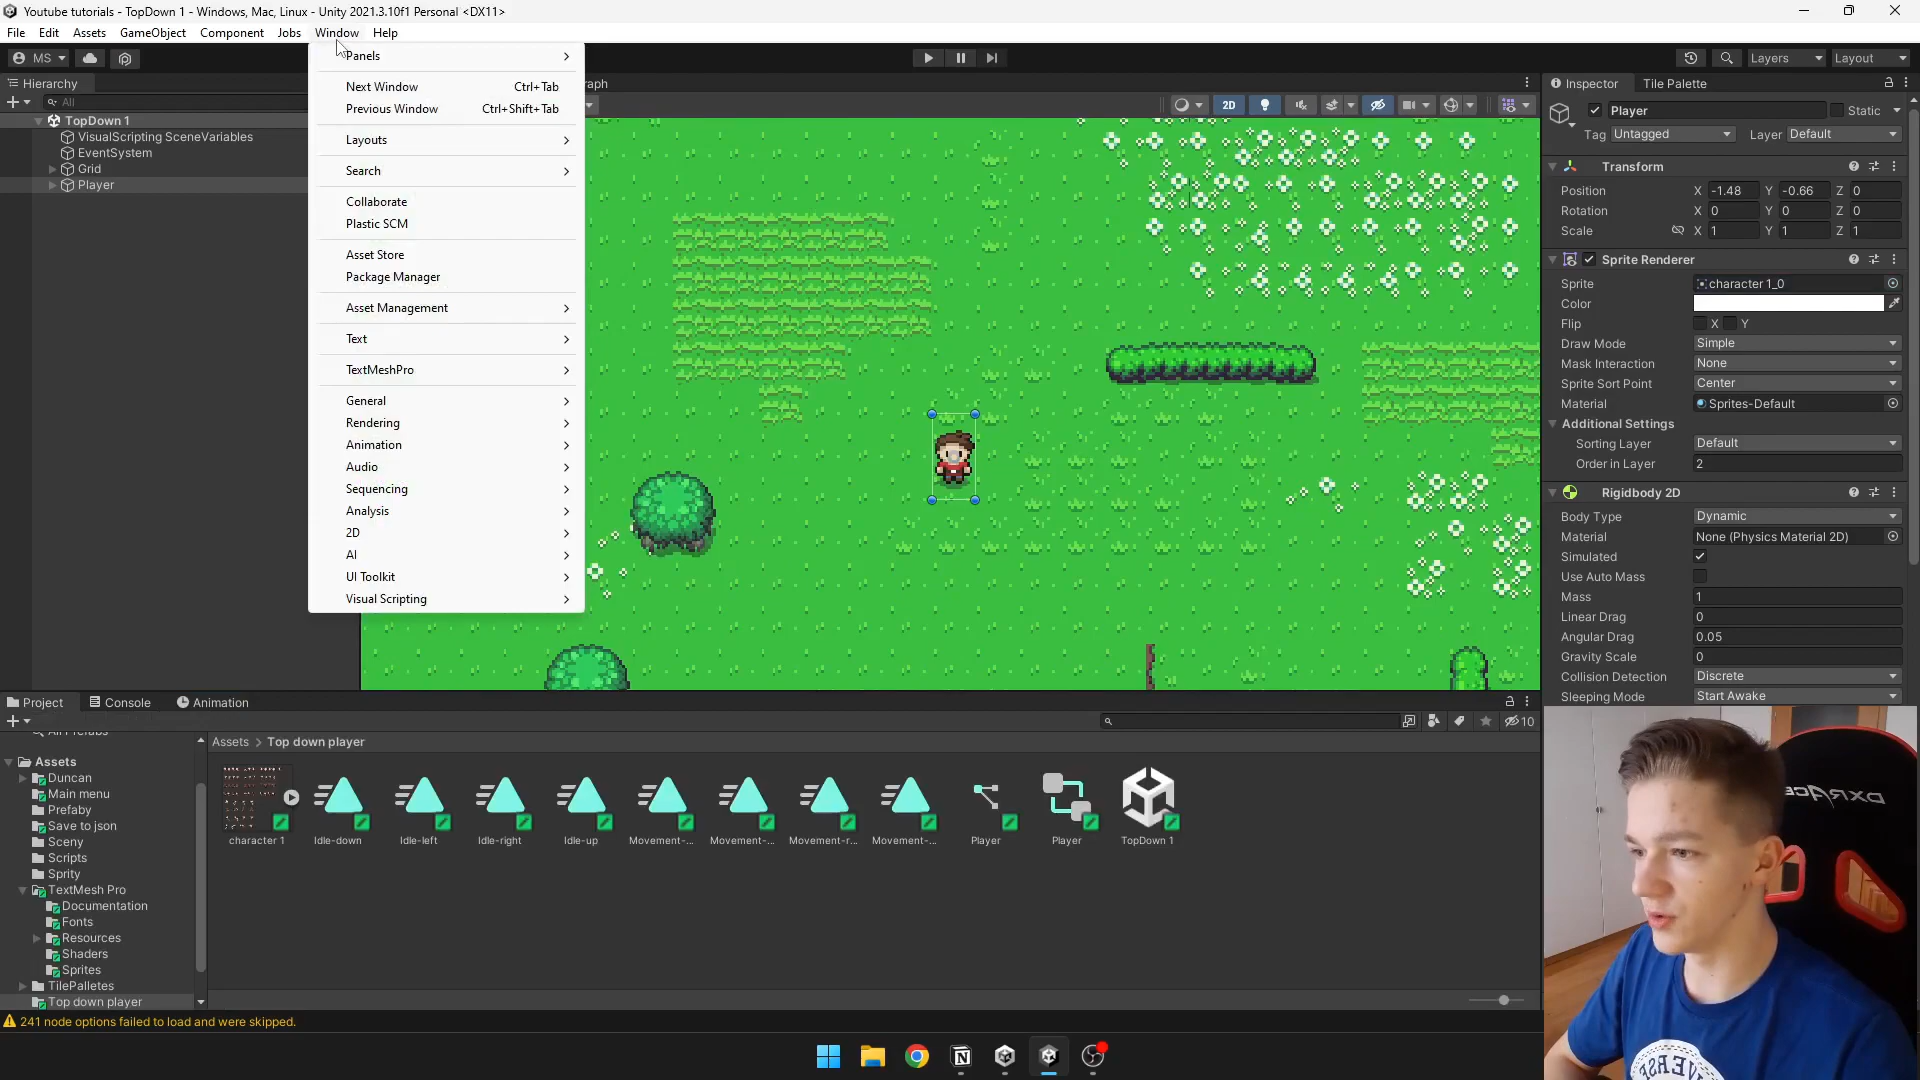 Youtube tutorials - TopDown 1 - Windows, Mac, Linux - Unity 2021.3.10f1 Personal <DX11>
File Edit Assets GameObject Component Jobs Window Help
MS
Layers
Layout
Hierarchy
All
TopDown 1
VisualScripting SceneVariables
EventSystem
Grid
Player
Panels
Next Window Ctrl+Tab
Previous Window Ctrl+Shift+Tab
Layouts
Search
Collaborate
Plastic SCM
Asset Store
Package Manager
Asset Management
Text
TextMeshPro
General
Rendering
Animation
Audio
Sequencing
Analysis
2D
AI
UI Toolkit
Visual Scripting
raph
2D
Inspector
Tile Palette
Player
Static
Tag Untagged Layer Default
Transform
Position X -1.48 Y -0.66 Z 0
Rotation X 0 Y 0 Z 0
Scale X 1 Y 1 Z 1
Sprite Renderer
Sprite character 1_0
Color
Flip X Y
Draw Mode Simple
Mask Interaction None
Sprite Sort Point Center
Material Sprites-Default
Additional Settings
Sorting Layer Default
Order in Layer 2
Rigidbody 2D
Body Type Dynamic
Material None (Physics Material 2D)
Simulated
Use Auto Mass
Mass 1
Linear Drag 0
Angular Drag 0.05
Gravity Scale 0
Collision Detection Discrete
Sleeping Mode Start Awake
Project Console Animation
10
All Prefabs
Assets
Duncan
Main menu
Prefaby
Save to json
Sceny
Scripts
Sprity
TextMesh Pro
Documentation
Fonts
Resources
Shaders
Sprites
TilePalletes
Top down player
Assets > Top down player
character 1
Idle-down
Idle-left
Idle-right
Idle-up
Movement-...
Movement-...
Movement-r...
Movement-...
Player
Player
TopDown 1
241 node options failed to load and were skipped.